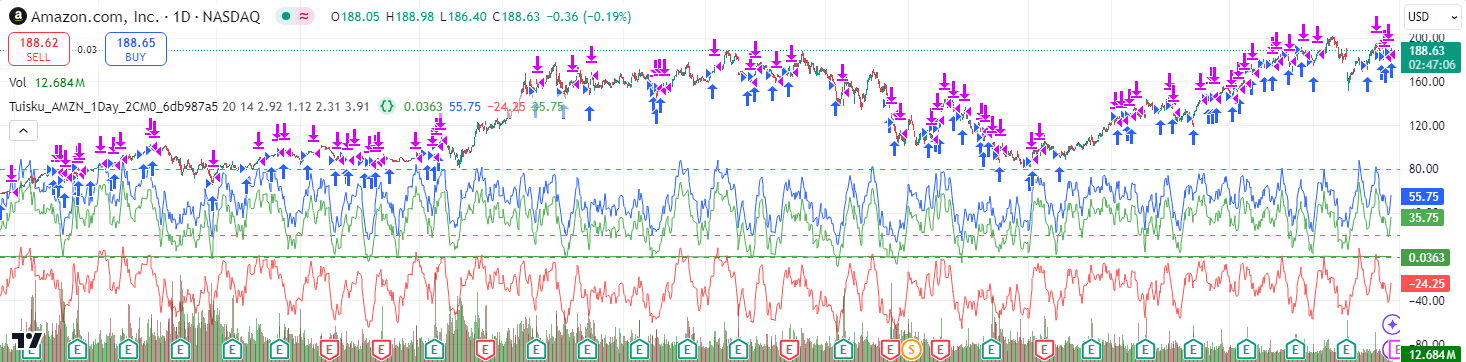 a Amazon.com, Inc. · 1D · NASDAQ O188.05 H188.98 L186.40 C188.63 −0.36 (−0.19%)
USD
188.62 SELL
0.03
188.65 BUY
Vol 12.684M
Tuisku_AMZN_1Day_2CM0_6db987a5 20 14 2.92 1.12 2.31 3.91 {} 0.0363 55.75 −24.25 35.75
200.00
188.63
02:47:06
160.00
120.00
80.00
55.75
35.75
0.0363
−24.25
−40.00
12.684M
E E E E E E E E E E E E E E E E E E S E E E E E E E E E E